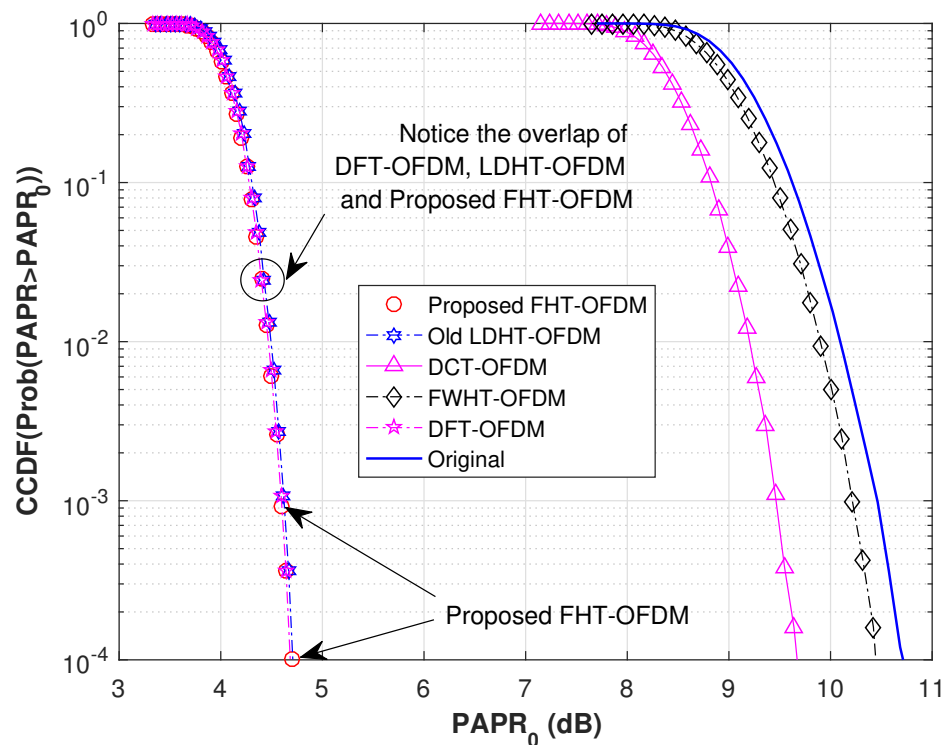 CCDF(Prob(PAPR>PAPR0))
10^0
10^-1
10^-2
10^-3
10^-4
Notice the overlap of
DFT-OFDM, LDHT-OFDM
and Proposed FHT-OFDM
Proposed FHT-OFDM
Old LDHT-OFDM
DCT-OFDM
FWHT-OFDM
DFT-OFDM
Original
Proposed FHT-OFDM
3 4 5 6 7 8 9 10 11
PAPR0 (dB)